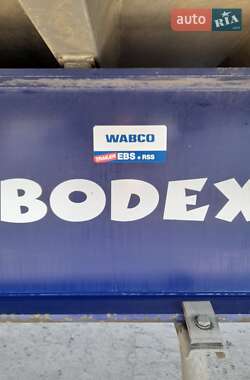 auto RIA
WABCO
TRAILER EBS + RSS
BODEX